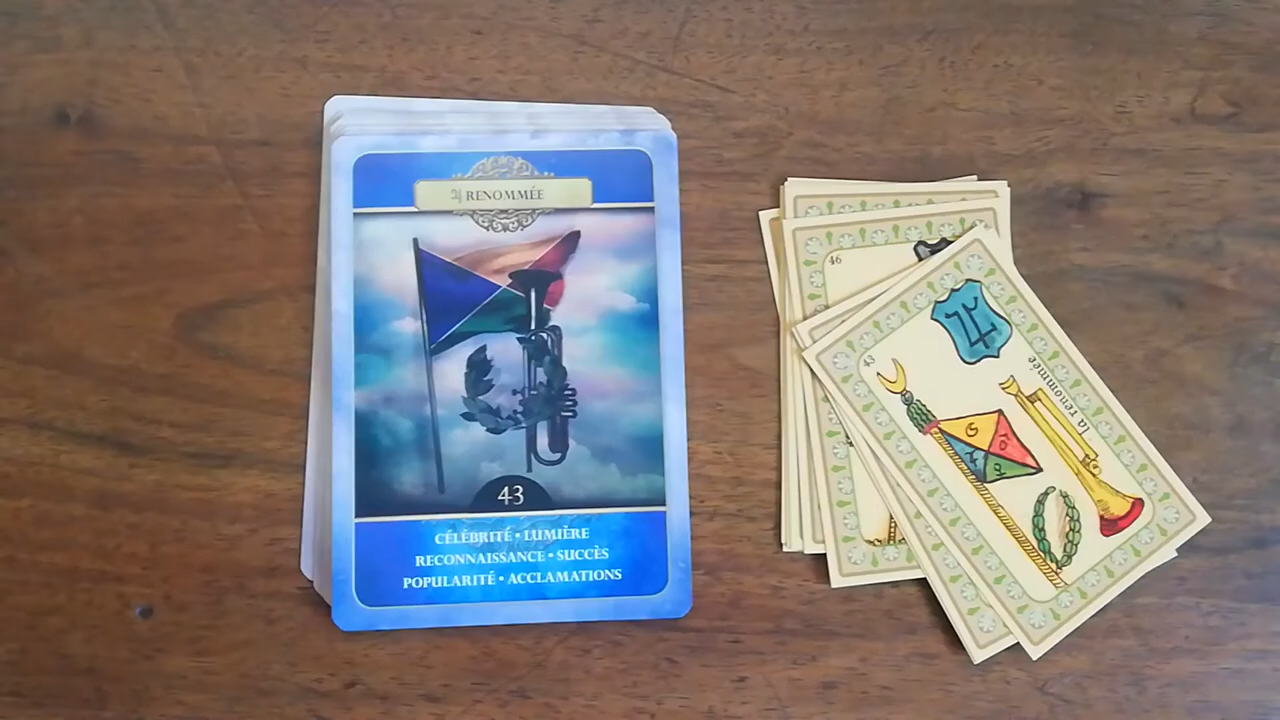 ♃ RENOMMÉE
43
CÉLÉBRITÉ • LUMIÈRE
RECONNAISSANCE • SUCCÈS
POPULARITÉ • ACCLAMATIONS
46
43
♃
la renommée
G